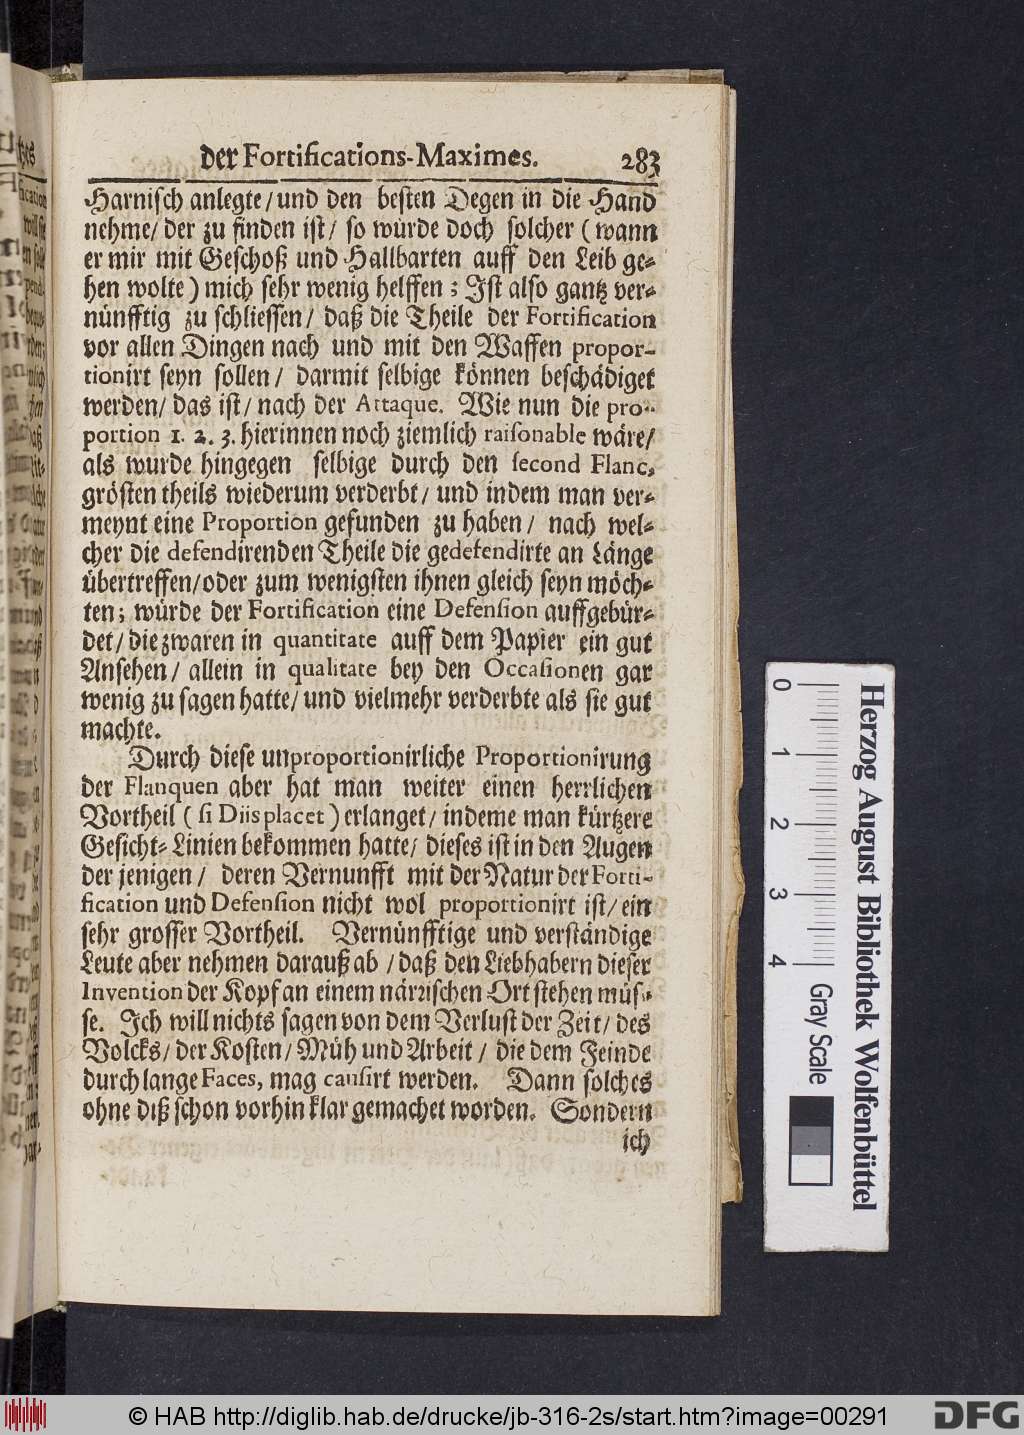 der Fortifications-Maximes. 283
Harnisch anlegte/ und den besten Degen in die Hand
nehme/ der zu finden ist/ so würde doch solcher (wann
er mir mit Geschoß und Hallbarten auff den Leib ge-
hen wolte) mich sehr wenig helffen; Ist also gantz ver-
nünfftig zu schliessen/ daß die Theile der Fortification
vor allen Dingen nach und mit den Waffen propor-
tionirt seyn sollen/ darmit selbige können beschädiget
werden/ das ist/ nach der Attaque. Wie nun die pro-
portion 1. 2. 3. hierinnen noch ziemlich raisonable wäre/
als wurde hingegen selbige durch den second Flanc,
grösten theils wiederum verderbt/ und indem man ver-
meynt eine Proportion gefunden zu haben/ nach wel-
cher die defendirenden Theile die gedefendirte an Länge
übertreffen/ oder zum wenigsten ihnen gleich seyn möch-
ten; würde der Fortification eine Defension auffgebür-
det/ die zwaren in quantitate auff dem Papier ein gut
Ansehen/ allein in qualitate bey den Occasionen gar
wenig zu sagen hatte/ und vielmehr verderbte als sie gut
machte.
Durch diese unproportionirliche Proportionirung
der Flanquen aber hat man weiter einen herrlichen
Vortheil (si Diis placet) erlanget/ indeme man kürtzere
Gesicht-Linien bekommen hatte/ dieses ist in den Augen
der jenigen/ deren Vernunfft mit der Natur der Forti-
fication und Defension nicht wol proportionirt ist/ ein
sehr grosser Vortheil. Vernünfftige und verständige
Leute aber nehmen darauß ab/ daß den Liebhabern dieser
Invention der Kopf an einem närrischen Ort stehen müs-
se. Ich will nichts sagen von dem Verlust der Zeit/ des
Volcks/ der Kosten/ Müh und Arbeit/ die dem Feinde
durch lange Faces, mag causirt werden. Dann solches
ohne diß schon vorhin klar gemachet worden. Sondern
ich
0 1 2 3 4
Gray Scale
Herzog August Bibliothek Wolfenbüttel
© HAB http://diglib.hab.de/drucke/jb-316-2s/start.htm?image=00291
DFG